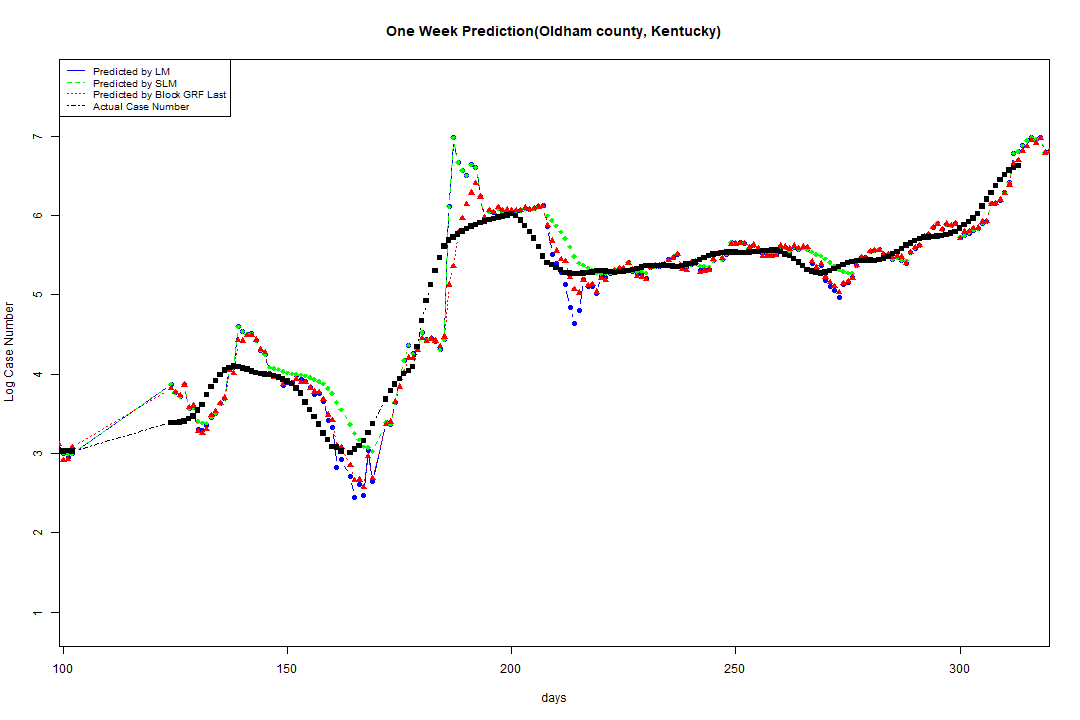 One Week Prediction(Oldham county, Kentucky)
Predicted by LM
Predicted by SLM
Predicted by Block GRF Last
Actual Case Number
7
6
5
4
3
2
1
Log Case Number
100 150 200 250 300
days